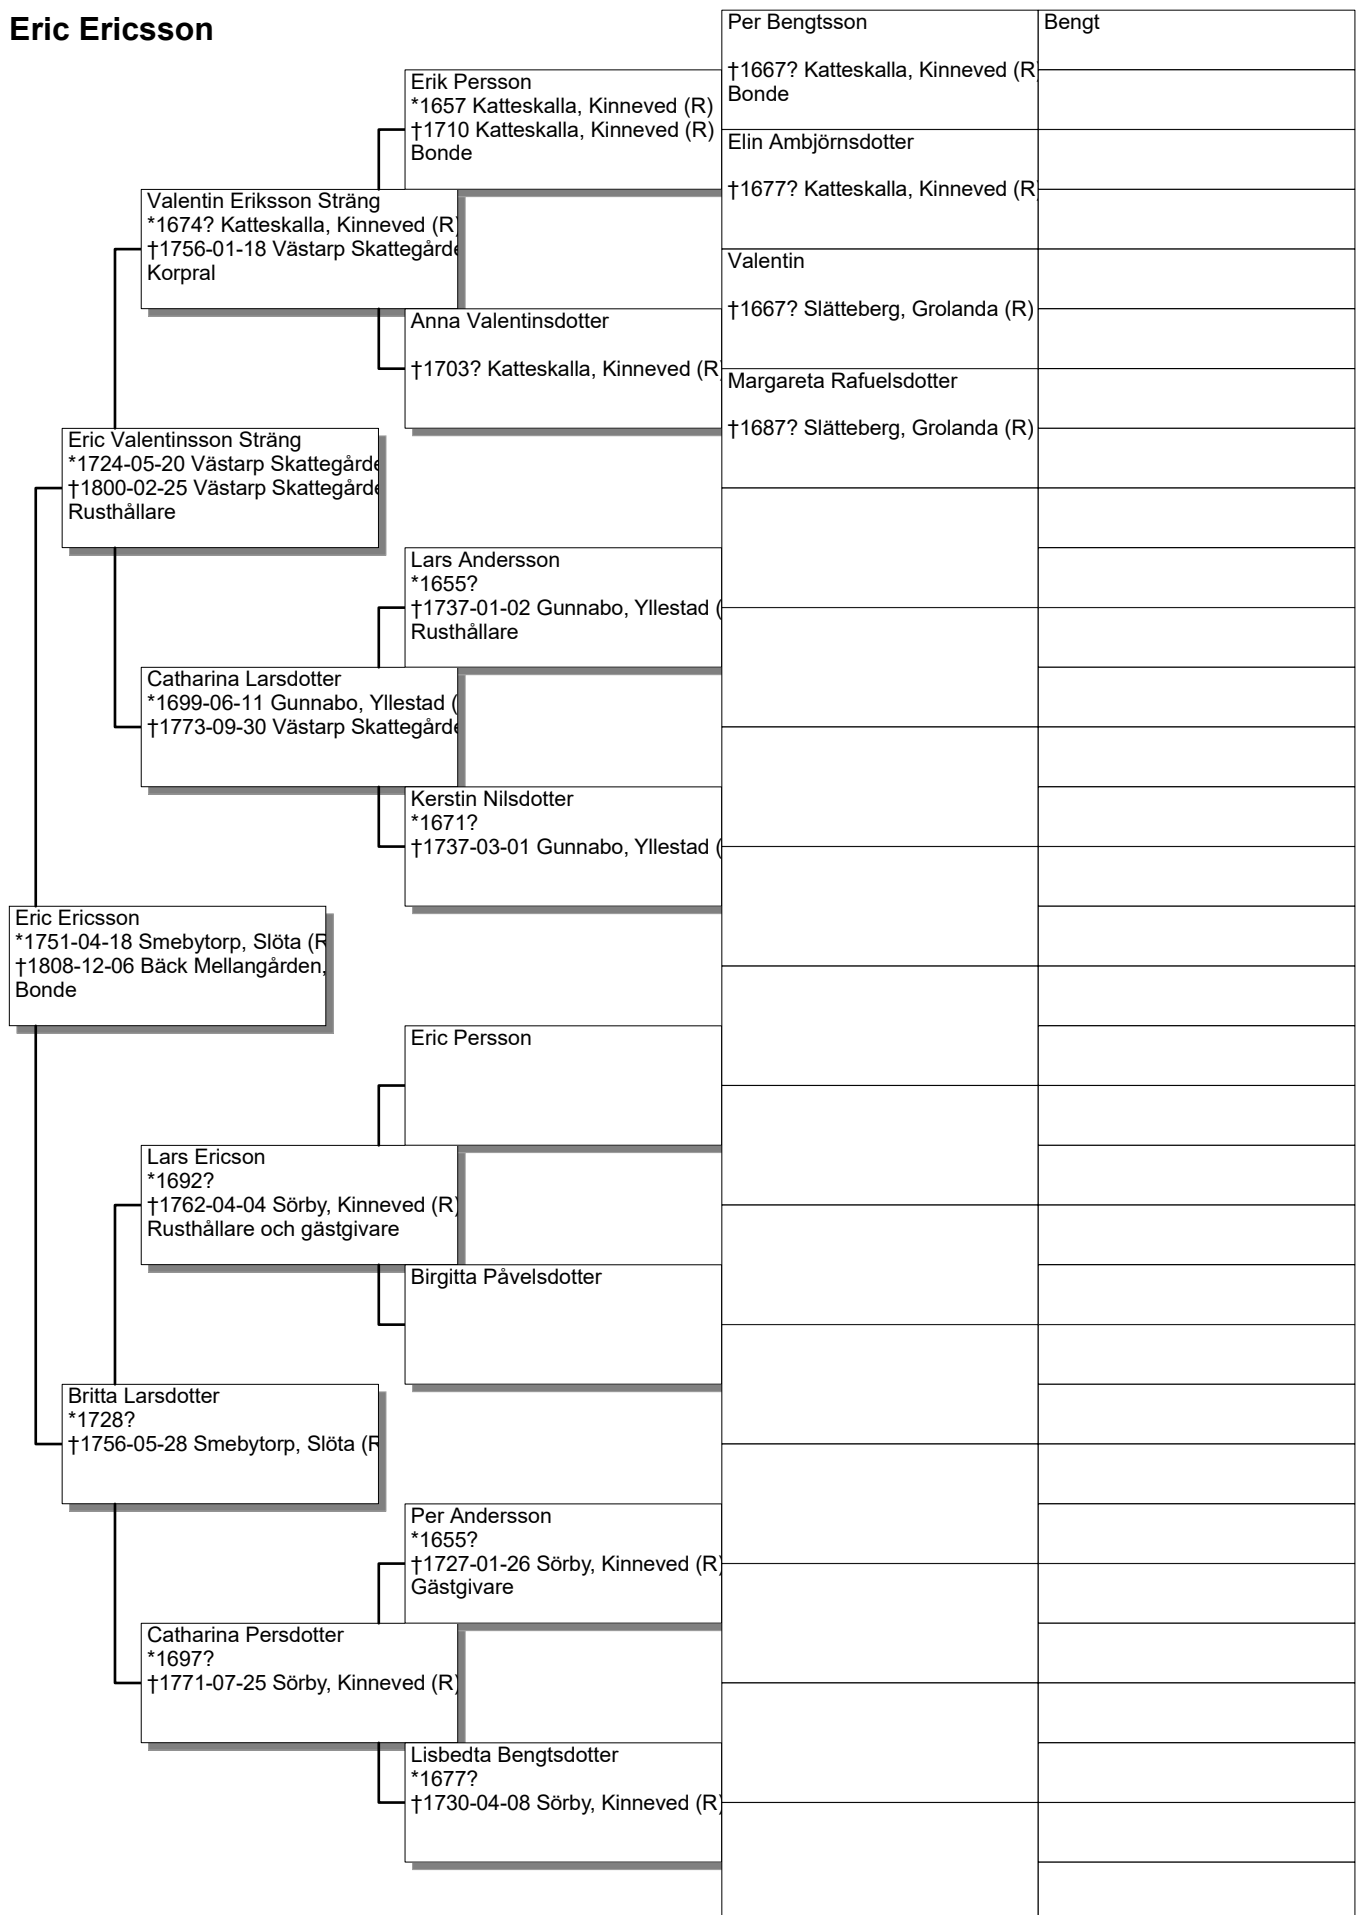 Eric Ericsson
Per Bengtsson
†1667? Katteskalla, Kinneved (R
Bonde
Bengt
Erik Persson
*1657 Katteskalla, Kinneved (R)
†1710 Katteskalla, Kinneved (R)
Bonde
Elin Ambjörnsdotter
†1677? Katteskalla, Kinneved (R
Valentin Eriksson Sträng
*1674? Katteskalla, Kinneved (R)
†1756-01-18 Västarp Skattegårde
Korpral
Valentin
†1667? Slätteberg, Grolanda (R)
Anna Valentinsdotter
†1703? Katteskalla, Kinneved (R
Margareta Rafuelsdotter
†1687? Slätteberg, Grolanda (R)
Eric Valentinsson Sträng
*1724-05-20 Västarp Skattegårde
†1800-02-25 Västarp Skattegårde
Rusthållare
Lars Andersson
*1655?
†1737-01-02 Gunnabo, Yllestad (
Rusthållare
Catharina Larsdotter
*1699-06-11 Gunnabo, Yllestad (
†1773-09-30 Västarp Skattegårde
Kerstin Nilsdotter
*1671?
†1737-03-01 Gunnabo, Yllestad (
Eric Ericsson
*1751-04-18 Smebytorp, Slöta (R
†1808-12-06 Bäck Mellangården,
Bonde
Eric Persson
Lars Ericson
*1692?
†1762-04-04 Sörby, Kinneved (R)
Rusthållare och gästgivare
Birgitta Påvelsdotter
Britta Larsdotter
*1728?
†1756-05-28 Smebytorp, Slöta (R
Per Andersson
*1655?
†1727-01-26 Sörby, Kinneved (R)
Gästgivare
Catharina Persdotter
*1697?
†1771-07-25 Sörby, Kinneved (R)
Lisbedta Bengtsdotter
*1677?
†1730-04-08 Sörby, Kinneved (R)